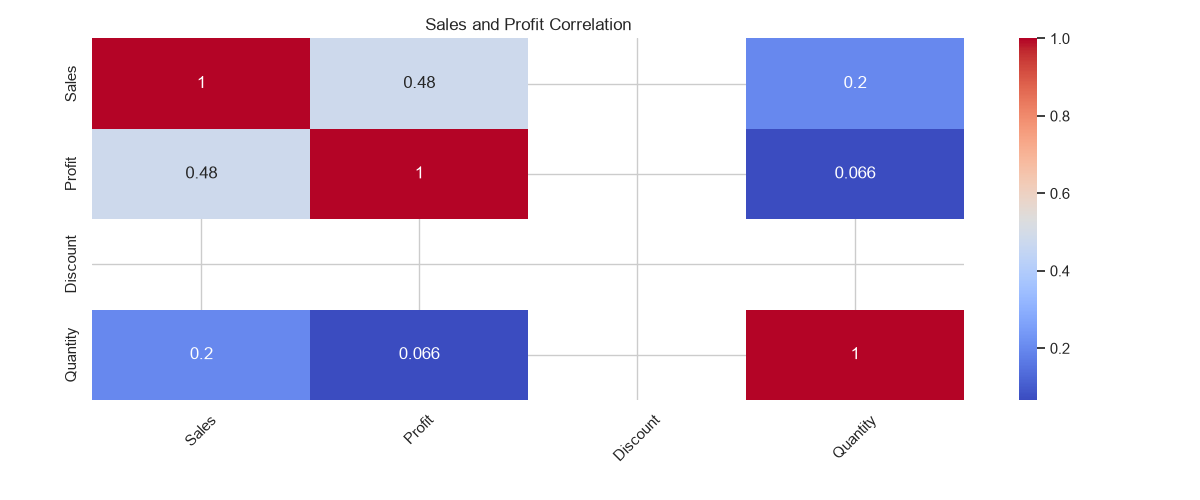 Sales and Profit Correlation
Sales 1 0.48 0.2
Profit 0.48 1 0.066
Discount
Quantity 0.2 0.066 1
Sales Profit Discount Quantity
1.0
0.8
0.6
0.4
0.2